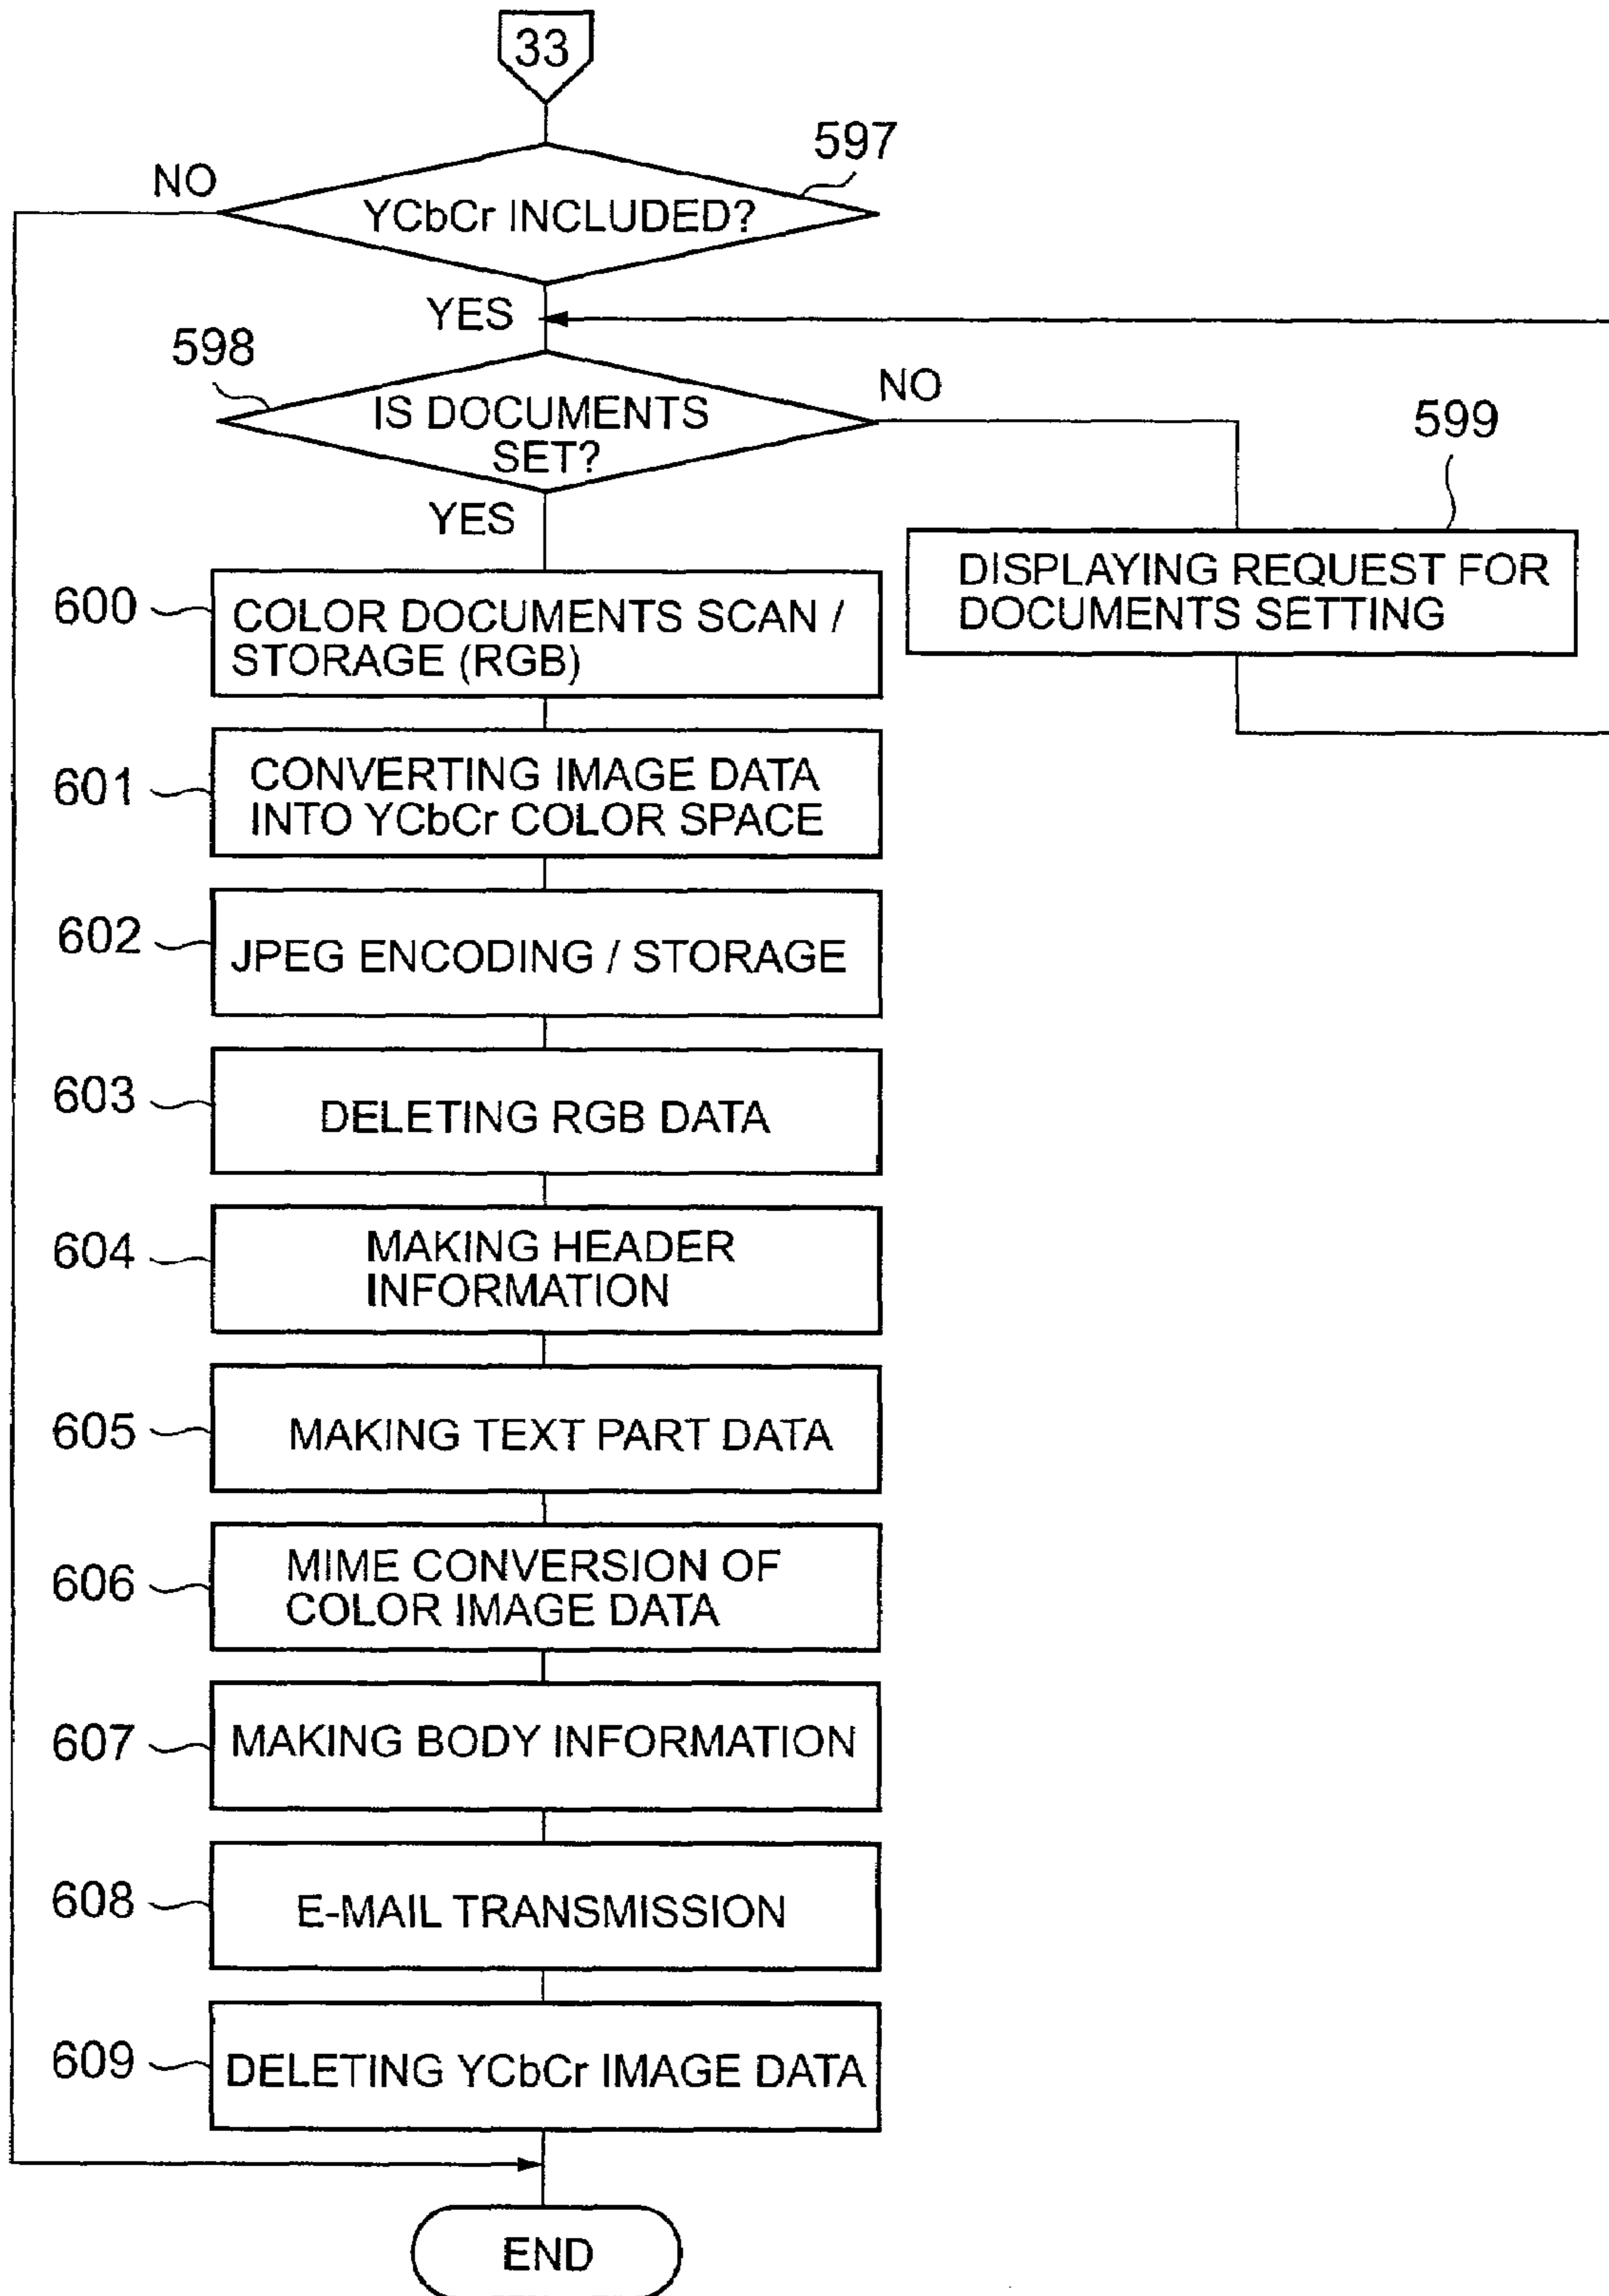 33
597
NO
YCbCr INCLUDED?
YES
598
NO
IS DOCUMENTS
SET?
599
YES
DISPLAYING REQUEST FOR
DOCUMENTS SETTING
600
COLOR DOCUMENTS SCAN /
STORAGE (RGB)
601
CONVERTING IMAGE DATA
INTO YCbCr COLOR SPACE
602
JPEG ENCODING / STORAGE
603
DELETING RGB DATA
604
MAKING HEADER
INFORMATION
605
MAKING TEXT PART DATA
606
MIME CONVERSION OF
COLOR IMAGE DATA
607
MAKING BODY INFORMATION
608
E-MAIL TRANSMISSION
609
DELETING YCbCr IMAGE DATA
END